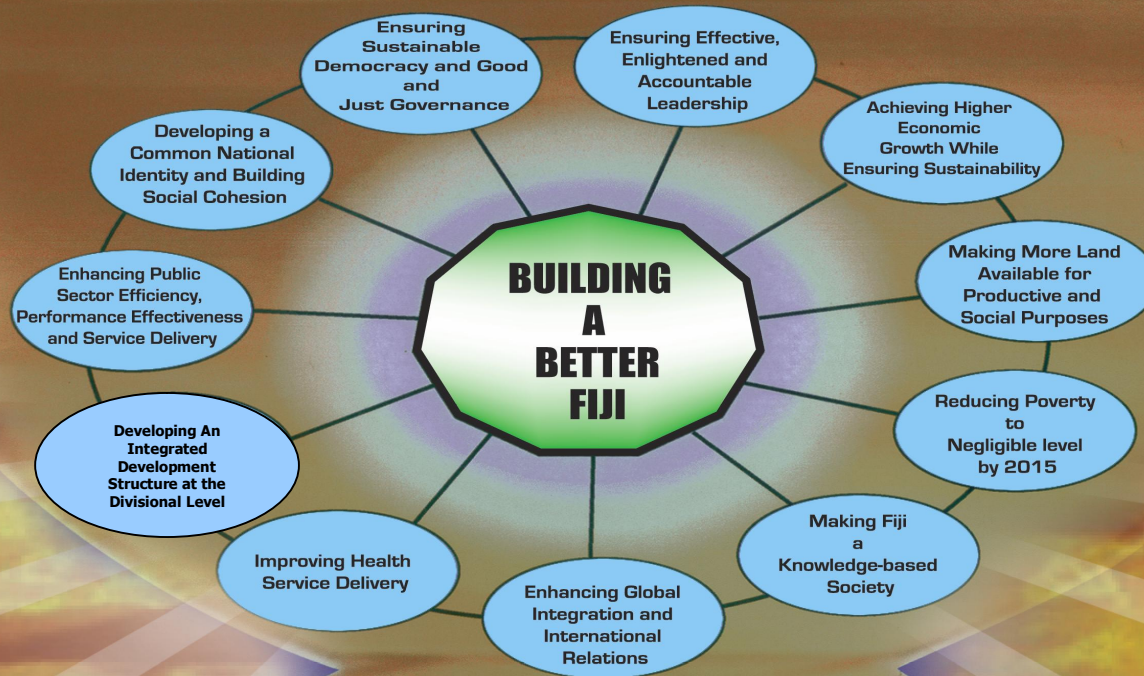 Ensuring
Sustainable
Democracy and Good
and
Just Governance
Ensuring Effective,
Enlightened and
Accountable
Leadership
Achieving Higher
Economic
Growth While
Ensuring Sustainability
Making More Land
Available for
Productive and
Social Purposes
Reducing Poverty
to
Negligible level
by 2015
Making Fiji
a
Knowledge-based
Society
Enhancing Global
Integration and
International
Relations
Improving Health
Service Delivery
Developing An
Integrated
Development
Structure at the
Divisional Level
Enhancing Public
Sector Efficiency,
Performance Effectiveness
and Service Delivery
Developing a
Common National
Identity and Building
Social Cohesion
BUILDING
A
BETTER
FIJI